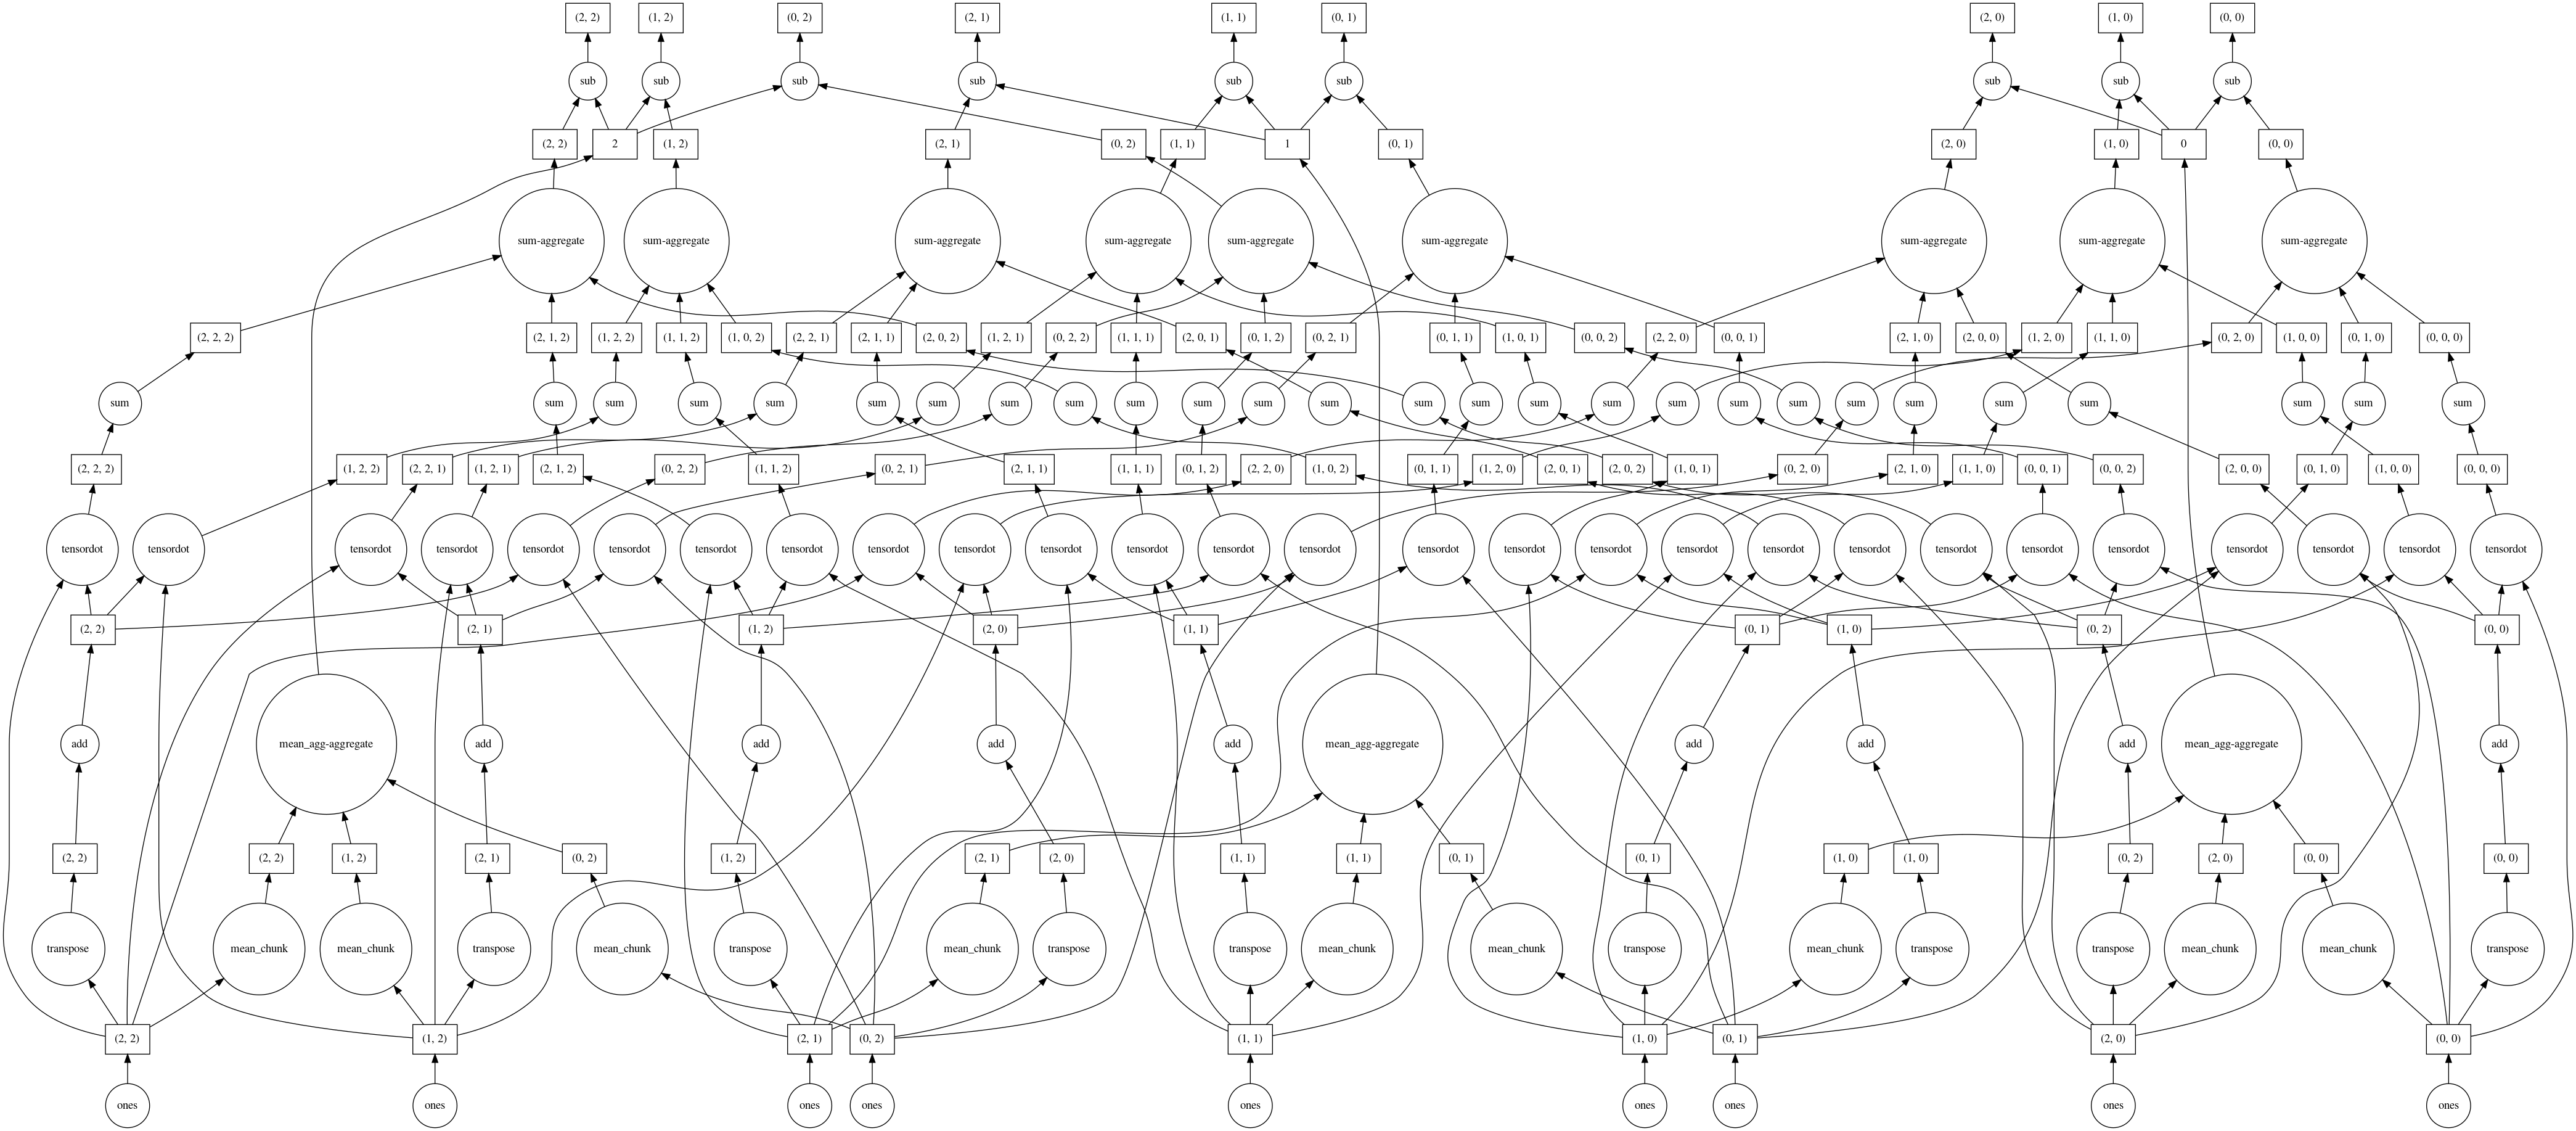 (2, 2) (1, 2) (0, 2) (2, 1) (1, 1) (0, 1) (2, 0) (1, 0) (0, 0)
sub sub sub sub sub sub sub sub sub
(2, 2) 2 (1, 2) (2, 1) (0, 2) (1, 1) 1 (0, 1) (2, 0) (1, 0) 0 (0, 0)
sum-aggregate sum-aggregate sum-aggregate sum-aggregate sum-aggregate sum-aggregate sum-aggregate sum-aggregate sum-aggregate
(2, 2, 2) (2, 1, 2) (1, 2, 2) (1, 1, 2) (1, 0, 2) (2, 2, 1) (2, 1, 1) (2, 0, 2) (1, 2, 1) (0, 2, 2) (1, 1, 1) (2, 0, 1) (0, 1, 2) (0, 2, 1) (0, 1, 1) (1, 0, 1) (0, 0, 2) (2, 2, 0) (0, 0, 1) (2, 1, 0) (2, 0, 0) (1, 2, 0) (1, 1, 0) (0, 2, 0) (1, 0, 0) (0, 1, 0) (0, 0, 0)
sum sum sum sum sum sum sum sum sum sum sum sum sum sum sum sum sum sum sum sum sum sum sum sum sum sum sum
(2, 2, 2) (1, 2, 2) (2, 2, 1) (1, 2, 1) (2, 1, 2) (0, 2, 2) (1, 1, 2) (0, 2, 1) (2, 1, 1) (1, 1, 1) (0, 1, 2) (2, 2, 0) (1, 0, 2) (0, 1, 1) (1, 2, 0) (2, 0, 1) (2, 0, 2) (1, 0, 1) (0, 2, 0) (2, 1, 0) (1, 1, 0) (0, 0, 1) (0, 0, 2) (2, 0, 0) (0, 1, 0) (1, 0, 0) (0, 0, 0)
tensordot tensordot tensordot tensordot tensordot tensordot tensordot tensordot tensordot tensordot tensordot tensordot tensordot tensordot tensordot tensordot tensordot tensordot tensordot tensordot tensordot tensordot tensordot tensordot tensordot tensordot tensordot
(2, 2) (2, 1) (1, 2) (2, 0) (1, 1) (0, 1) (1, 0) (0, 2) (0, 0)
add mean_agg-aggregate add add add add mean_agg-aggregate add add add mean_agg-aggregate add
(2, 2) (2, 2) (1, 2) (2, 1) (0, 2) (1, 2) (2, 1) (2, 0) (1, 1) (1, 1) (0, 1) (0, 1) (1, 0) (1, 0) (0, 2) (2, 0) (0, 0) (0, 0)
transpose mean_chunk mean_chunk transpose mean_chunk transpose mean_chunk transpose transpose mean_chunk mean_chunk transpose mean_chunk transpose transpose mean_chunk mean_chunk transpose
(2, 2) (1, 2) (2, 1) (0, 2) (1, 1) (1, 0) (0, 1) (2, 0) (0, 0)
ones ones ones ones ones ones ones ones ones